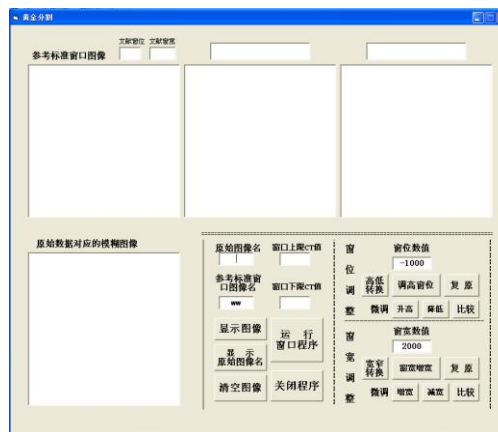 黄金分割
文献窗位 文献窗宽
参考标准窗口图像
原始数据对应的模糊图像
原始图像名 窗口上限CT值
参考标准窗
口图像名 窗口下限CT值
ww
显示图像
运 行
窗口程序
显 示
原始图像名
清空图像 关闭程序
窗位调整
窗位数值
-1000
高低
转换 调高窗位 复 原
微调 升高 降低 比较
窗宽调整
窗宽数值
2000
宽窄
转换 窗宽增宽 复 原
微调 增宽 减宽 比较